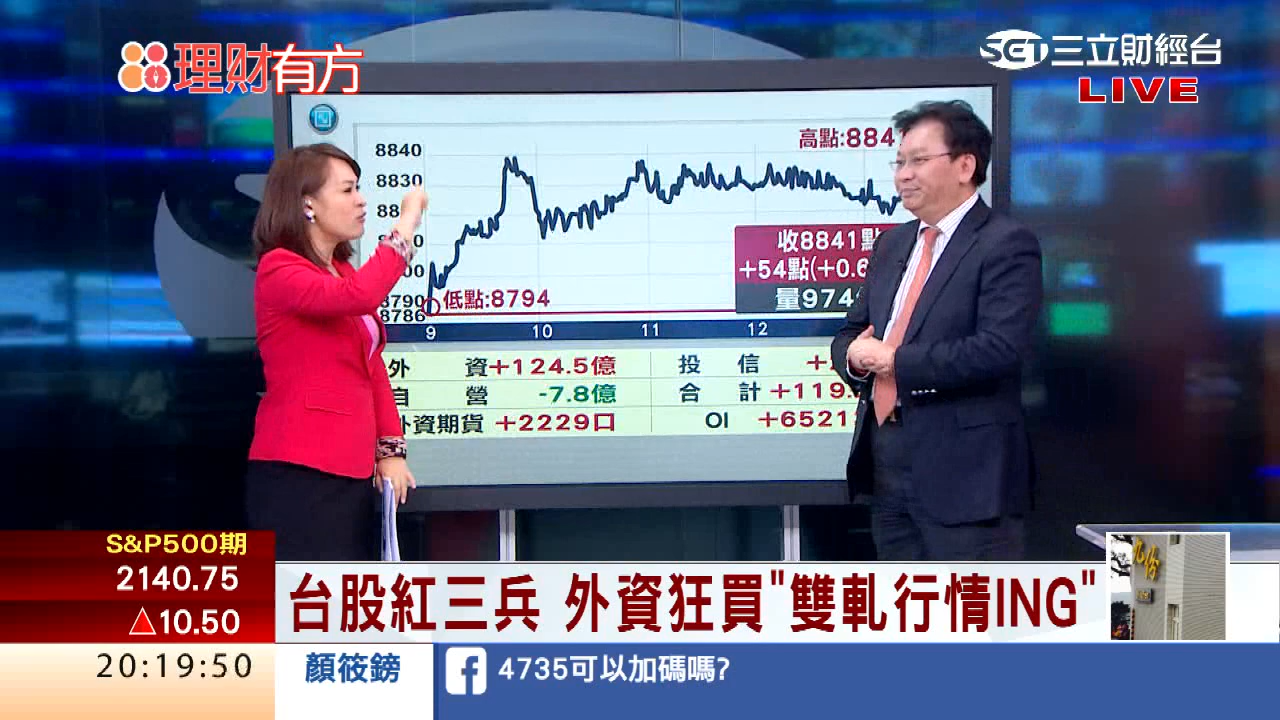 理財有方
SET三立財經台
LIVE
高點:884
8840
8830
低點:8794
8790
8786
收8841點
+54點(+0.6
量974
9 10 11 12
外資+124.5億 投信+
自營-7.8億 合計+119.
外資期貨+2229口 OI +6521
S&P500期
2140.75
△10.50
台股紅三兵 外資狂買"雙軋行情ING"
九份
20:19:50
顏筱鎊
4735可以加碼嗎?